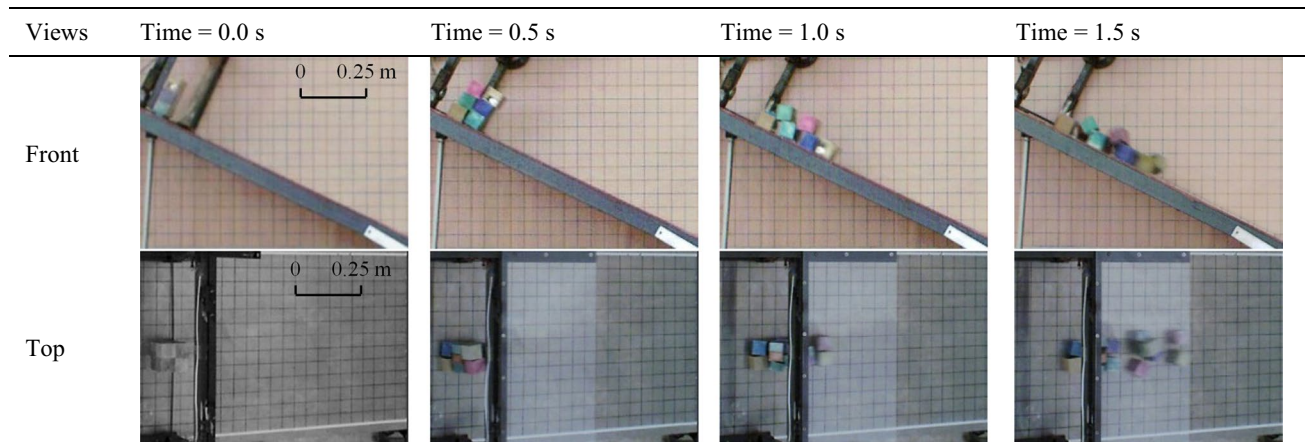 Views Time = 0.0 s Time = 0.5 s Time = 1.0 s Time = 1.5 s
0 0.25 m
Front
0 0.25 m
Top